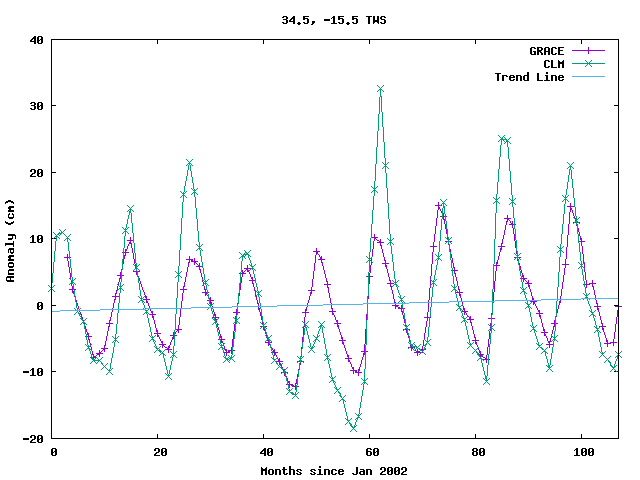 34.5, -15.5 TWS
GRACE
CLM
Trend Line
Anomaly (cm)
40
30
20
10
0
-10
-20
0 20 40 60 80 100
Months since Jan 2002